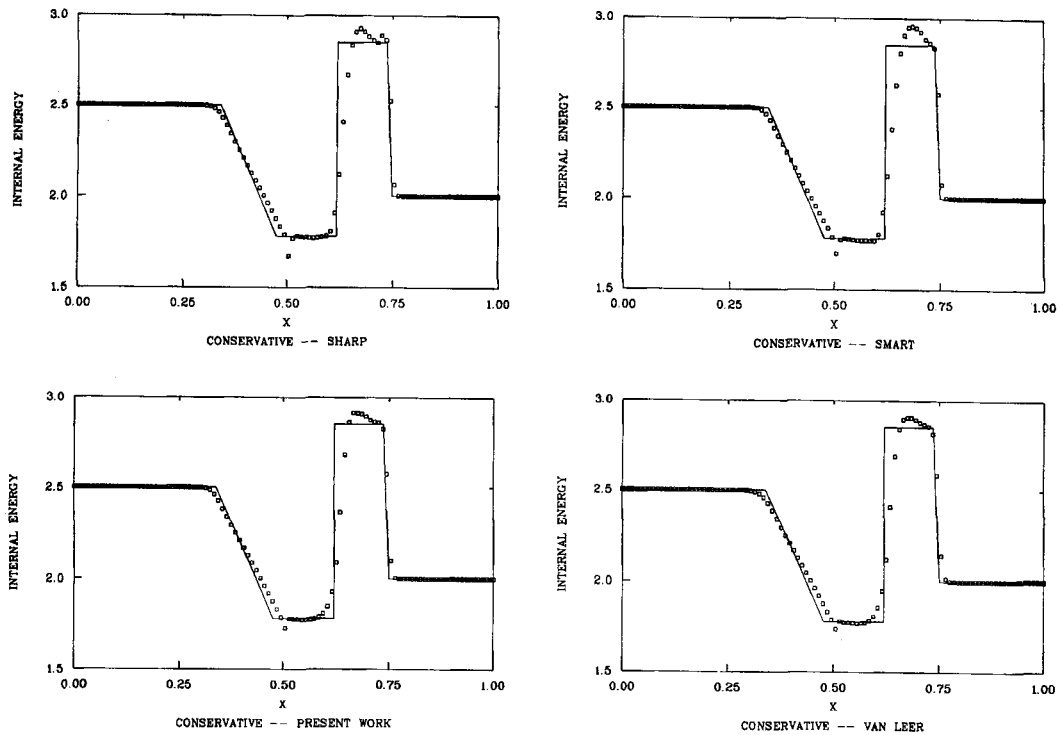 3.0
2.5
2.0
1.5
INTERNAL ENERGY
0.00 0.25 0.50 0.75 1.00
X
CONSERVATIVE -- SHARP
3.0
2.5
2.0
1.5
INTERNAL ENERGY
0.00 0.25 0.50 0.75 1.00
X
CONSERVATIVE -- SMART
3.0
2.5
2.0
1.5
INTERNAL ENERGY
0.00 0.25 0.50 0.75 1.00
X
CONSERVATIVE -- PRESENT WORK
3.0
2.5
2.0
1.5
INTERNAL ENERGY
0.00 0.25 0.50 0.75 1.00
X
CONSERVATIVE -- VAN LEER